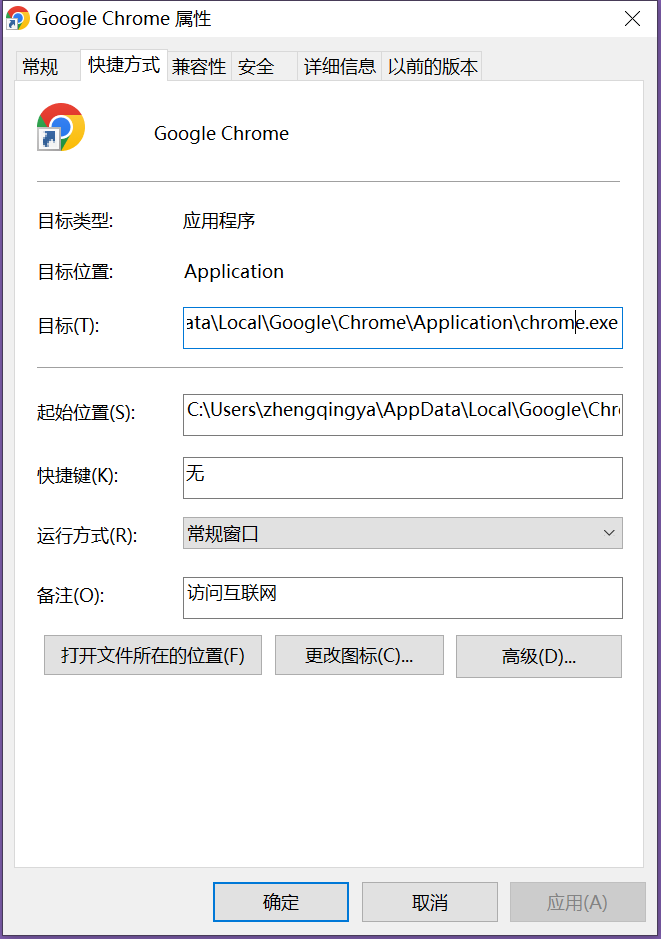 Google Chrome 属性
常规 快捷方式 兼容性 安全 详细信息 以前的版本
Google Chrome
目标类型: 应用程序
目标位置: Application
目标(T): ata\Local\Google\Chrome\Application\chrome.exe
起始位置(S): C:\Users\zhengqingya\AppData\Local\Google\Chr
快捷键(K): 无
运行方式(R): 常规窗口
备注(O): 访问互联网
打开文件所在的位置(F) 更改图标(C)... 高级(D)...
确定 取消 应用(A)